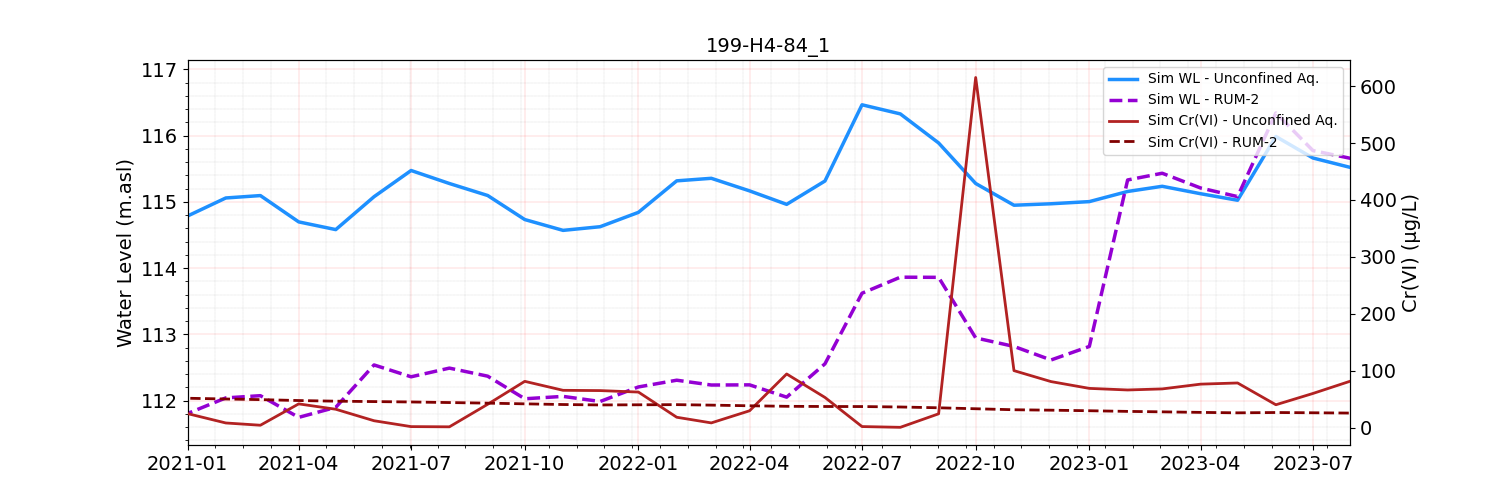 199-H4-84_1
Sim WL - Unconfined Aq.
Sim WL - RUM-2
Sim Cr(VI) - Unconfined Aq.
Sim Cr(VI) - RUM-2
Water Level (m.asl)
117
116
115
114
113
112
Cr(VI) (μg/L)
600
500
400
300
200
100
0
2021-01 2021-04 2021-07 2021-10 2022-01 2022-04 2022-07 2022-10 2023-01 2023-04 2023-07